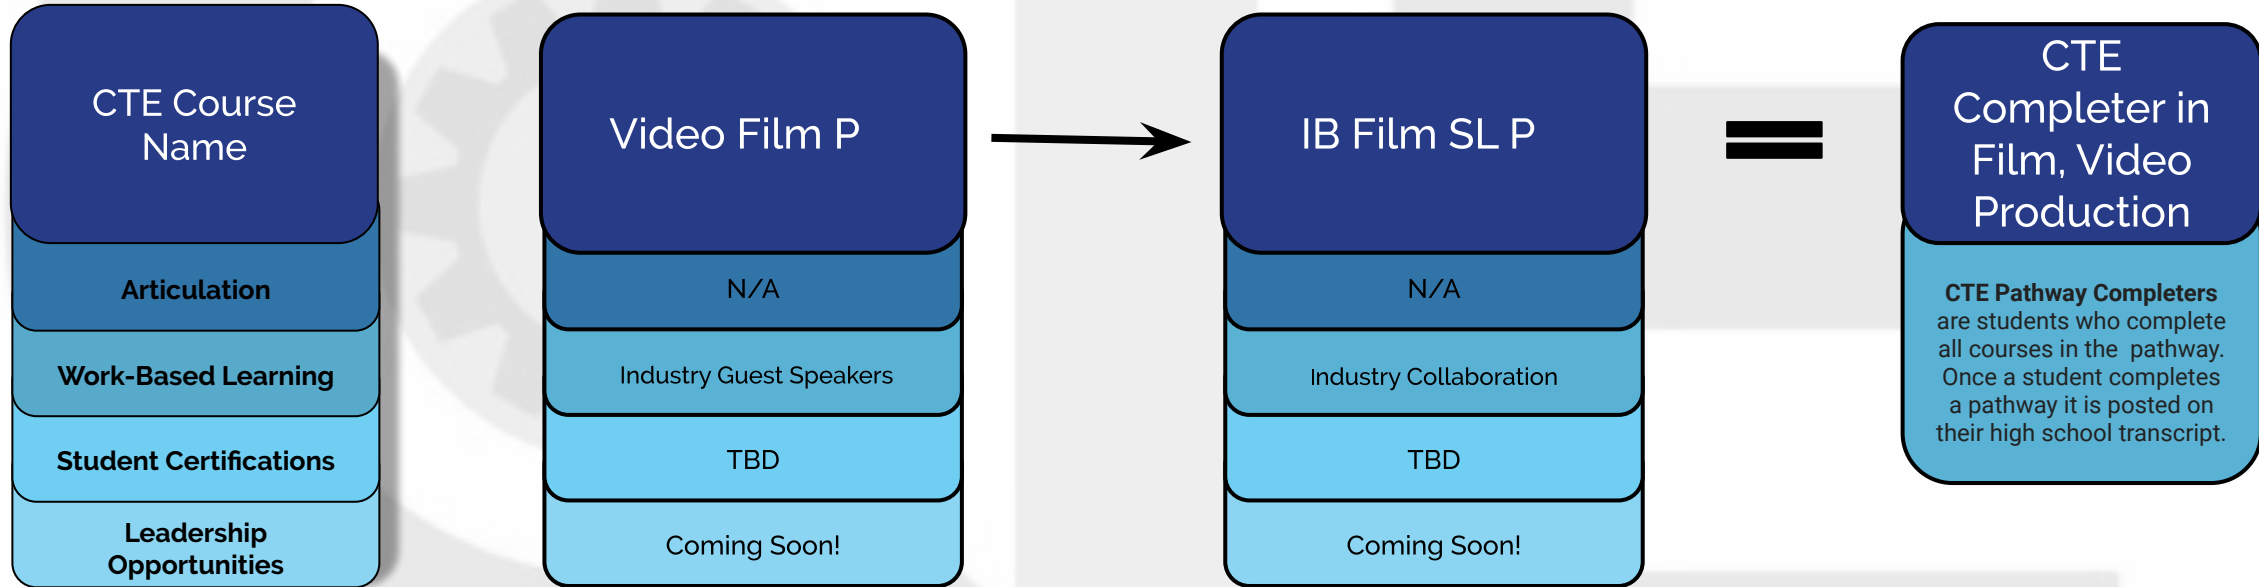 CTE Course
Name
Articulation
Work-Based Learning
Student Certifications
Leadership
Opportunities
Video Film P
N/A
Industry Guest Speakers
TBD
Coming Soon!
IB Film SL P
N/A
Industry Collaboration
TBD
Coming Soon!
CTE
Completer in
Film, Video
Production
CTE Pathway Completers
are students who complete
all courses in the pathway.
Once a student completes
a pathway it is posted on
their high school transcript.